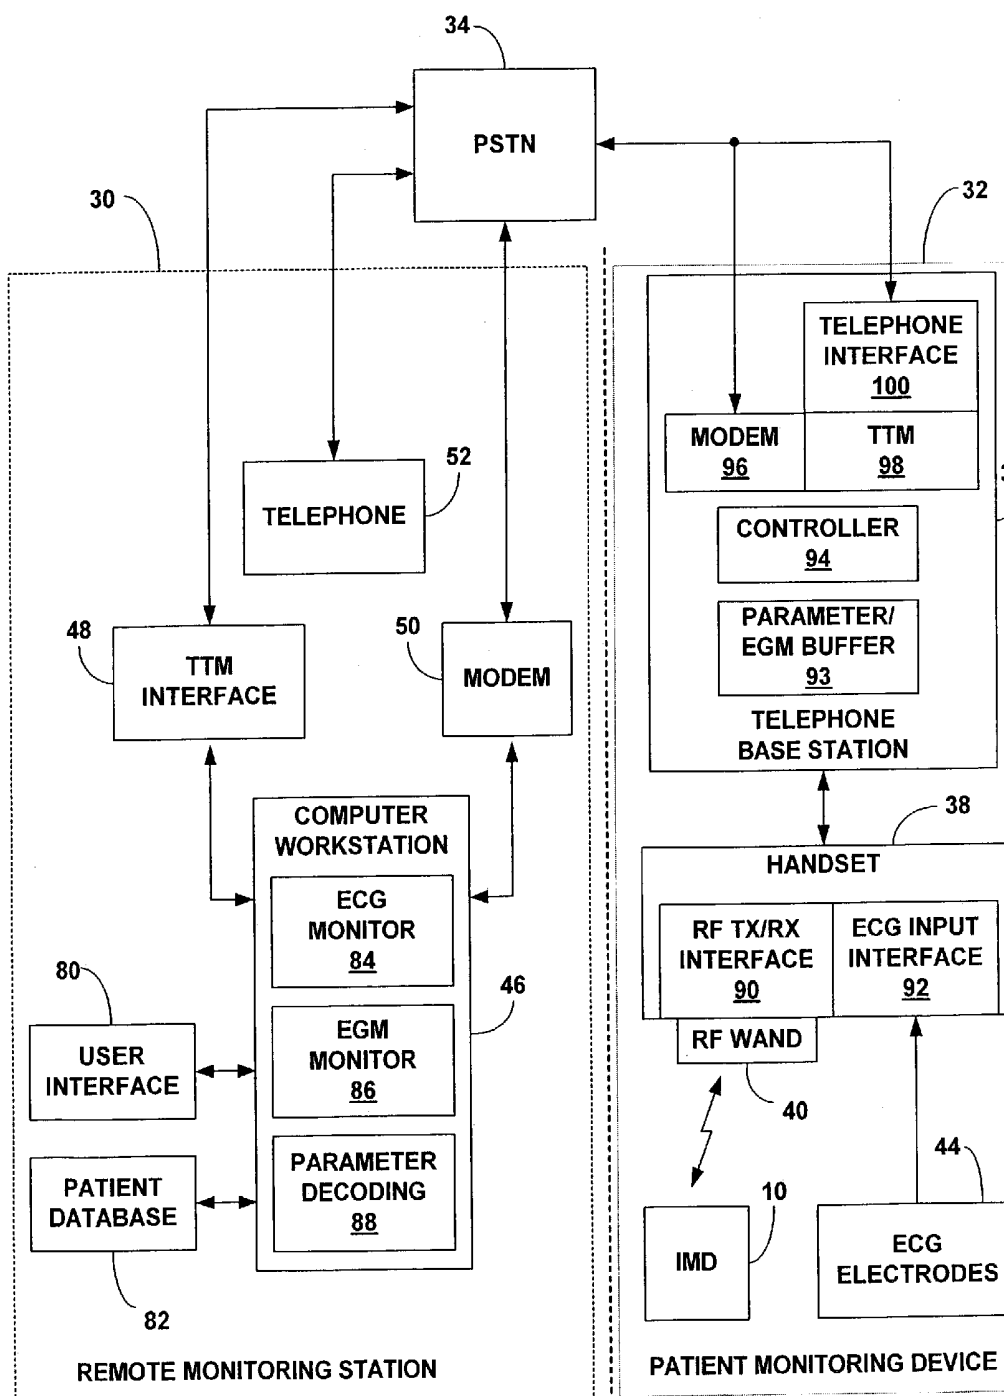 34
PSTN
30
32
TELEPHONE
INTERFACE
100
MODEM
96
TTM
98
52
TELEPHONE
3
CONTROLLER
94
48
TTM
INTERFACE
50
MODEM
PARAMETER/
EGM BUFFER
93
TELEPHONE
BASE STATION
COMPUTER
WORKSTATION
38
HANDSET
ECG
MONITOR
84
RF TX/RX
INTERFACE
90
ECG INPUT
INTERFACE
92
80
46
USER
INTERFACE
EGM
MONITOR
86
RF WAND
40
PATIENT
DATABASE
PARAMETER
DECODING
88
44
10
IMD
ECG
ELECTRODES
82
REMOTE MONITORING STATION
PATIENT MONITORING DEVICE